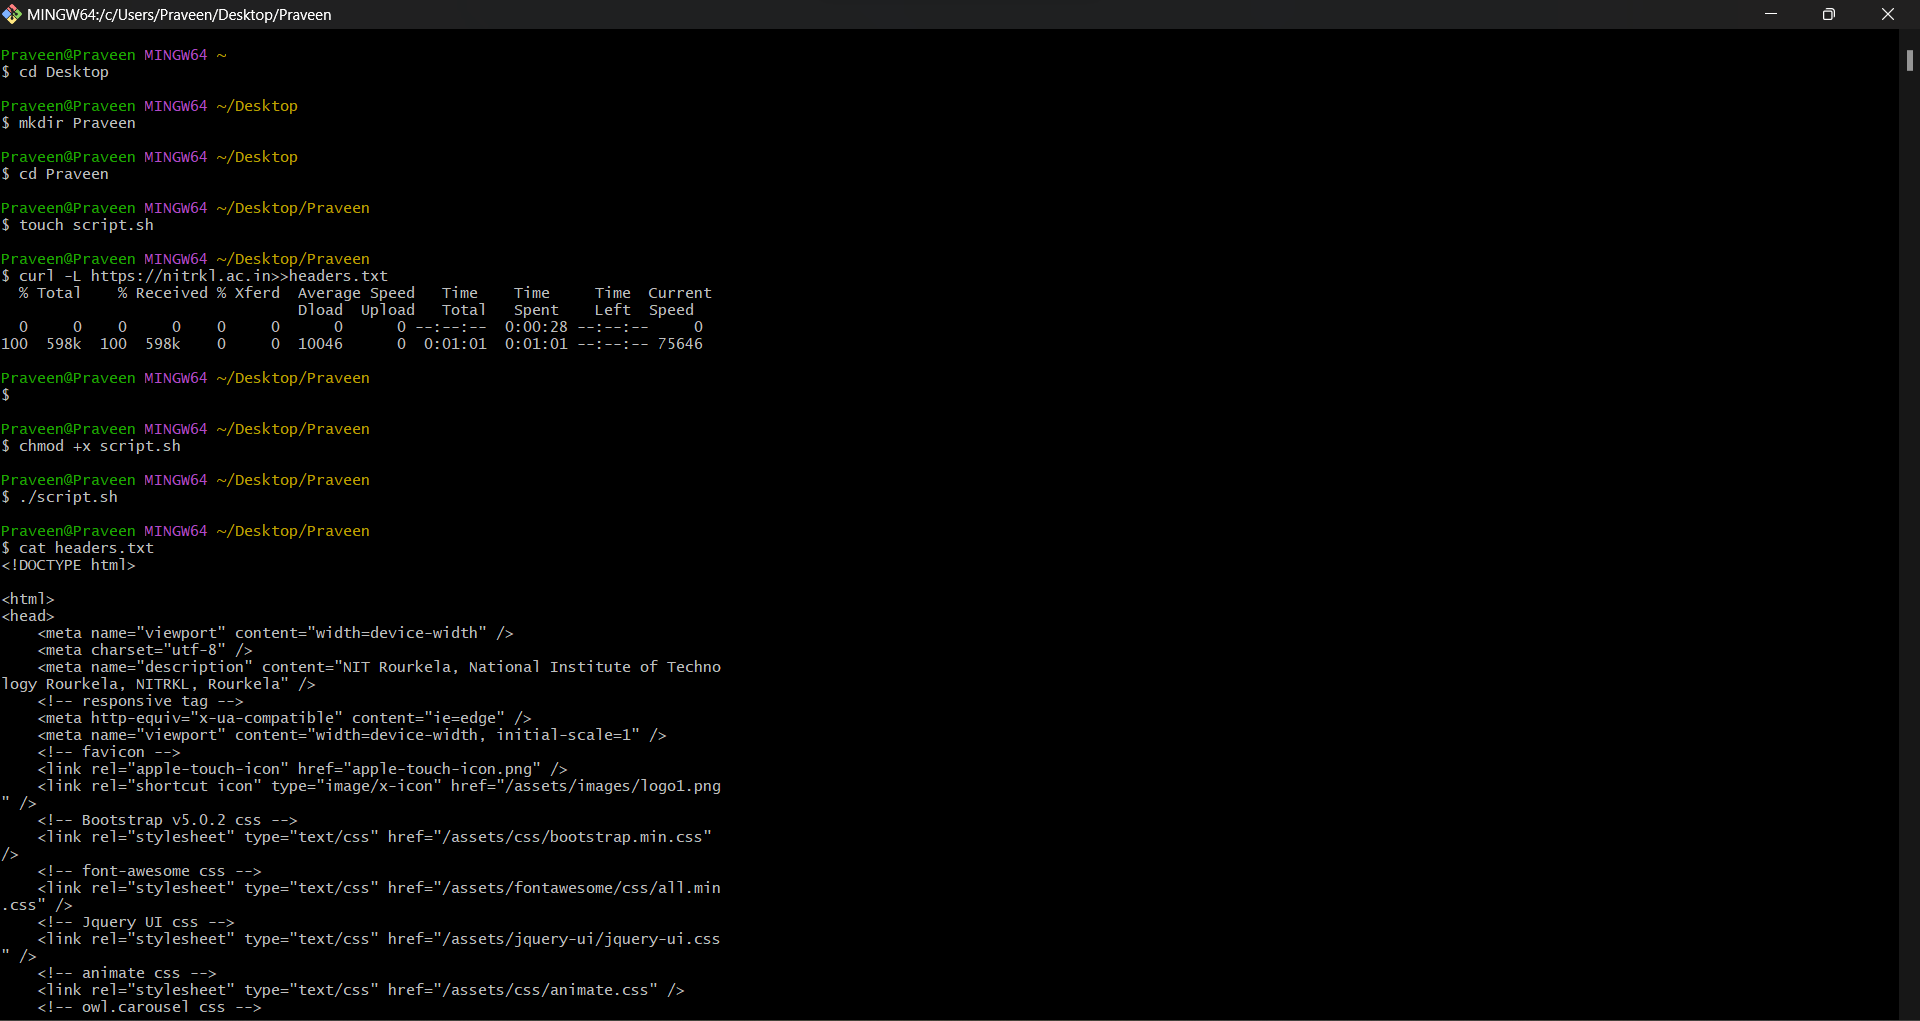 MINGW64:/c/Users/Praveen/Desktop/Praveen
Praveen@Praveen MINGW64 ~
$ cd Desktop
Praveen@Praveen MINGW64 ~/Desktop
$ mkdir Praveen
Praveen@Praveen MINGW64 ~/Desktop
$ cd Praveen
Praveen@Praveen MINGW64 ~/Desktop/Praveen
$ touch script.sh
Praveen@Praveen MINGW64 ~/Desktop/Praveen
$ curl -L https://nitrkl.ac.in>>headers.txt
  % Total    % Received % Xferd  Average Speed   Time    Time     Time  Current
                                 Dload  Upload   Total   Spent    Left  Speed
  0     0   0     0    0     0      0      0 --:--:--  0:00:28 --:--:--     0
100  598k  100  598k    0     0  10046      0  0:01:01  0:01:01 --:--:-- 75646
Praveen@Praveen MINGW64 ~/Desktop/Praveen
$
Praveen@Praveen MINGW64 ~/Desktop/Praveen
$ chmod +x script.sh
Praveen@Praveen MINGW64 ~/Desktop/Praveen
$ ./script.sh
Praveen@Praveen MINGW64 ~/Desktop/Praveen
$ cat headers.txt
<!DOCTYPE html>
<html>
<head>
    <meta name="viewport" content="width=device-width" />
    <meta charset="utf-8" />
    <meta name="description" content="NIT Rourkela, National Institute of Techno
logy Rourkela, NITRKL, Rourkela" />
    <!-- responsive tag -->
    <meta http-equiv="x-ua-compatible" content="ie=edge" />
    <meta name="viewport" content="width=device-width, initial-scale=1" />
    <!-- favicon -->
    <link rel="apple-touch-icon" href="apple-touch-icon.png" />
    <link rel="shortcut icon" type="image/x-icon" href="/assets/images/logo1.png
" />
    <!-- Bootstrap v5.0.2 css -->
    <link rel="stylesheet" type="text/css" href="/assets/css/bootstrap.min.css"
/>
    <!-- font-awesome css -->
    <link rel="stylesheet" type="text/css" href="/assets/fontawesome/css/all.min
.css" />
    <!-- Jquery UI css -->
    <link rel="stylesheet" type="text/css" href="/assets/jquery-ui/jquery-ui.css
" />
    <!-- animate css -->
    <link rel="stylesheet" type="text/css" href="/assets/css/animate.css" />
    <!-- owl.carousel css -->